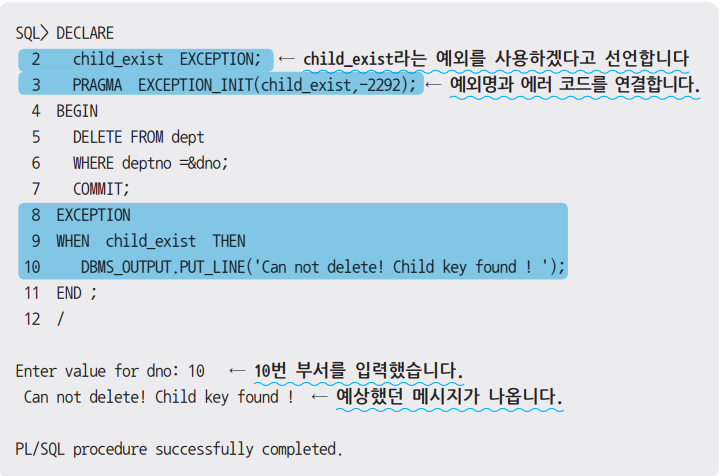 SQL> DECLARE
2 child_exist EXCEPTION; ← child_exist라는 예외를 사용하겠다고 선언합니다
3 PRAGMA EXCEPTION_INIT(child_exist,-2292); ← 예외명과 에러 코드를 연결합니다.
4 BEGIN
5 DELETE FROM dept
6 WHERE deptno =&dno;
7 COMMIT;
8 EXCEPTION
9 WHEN child_exist THEN
10 DBMS_OUTPUT.PUT_LINE('Can not delete! Child key found ! ');
11 END ;
12 /
Enter value for dno: 10 ← 10번 부서를 입력했습니다.
Can not delete! Child key found ! ← 예상했던 메시지가 나옵니다.
PL/SQL procedure successfully completed.